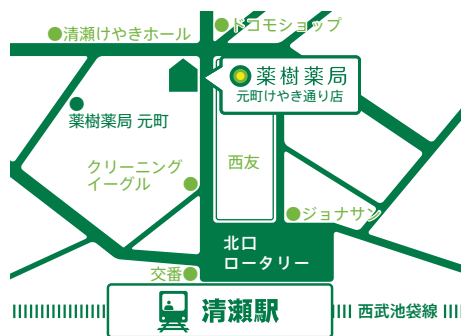 清瀬けやきホール
ドコモショップ
薬樹薬局
元町けやき通り店
薬樹薬局 元町
クリーニング
イーグル
西友
ジョナサン
北口
ロータリー
交番
清瀬駅
西武池袋線